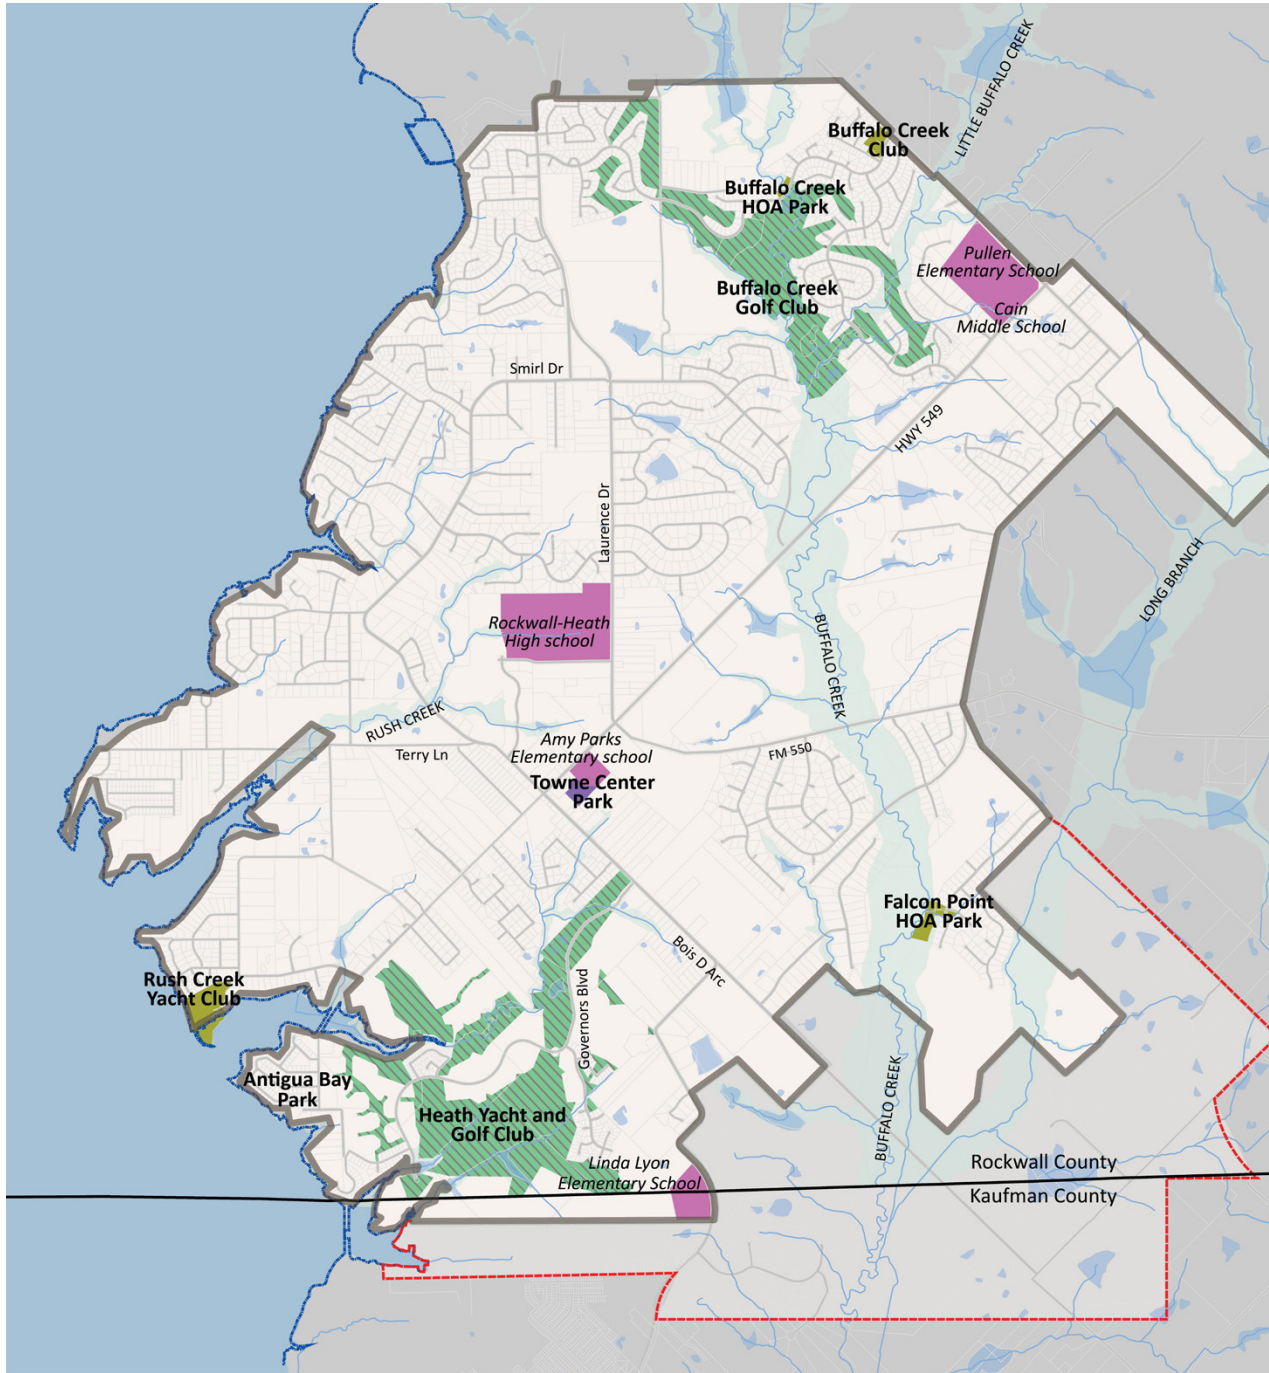 LITTLE BUFFALO CREEK
Buffalo Creek
Club
Buffalo Creek
HOA Park
Pullen
Elementary School
Buffalo Creek
Golf Club
Cain
Middle School
Smirl Dr
HWY 549
Laurence Dr
LONG BRANCH
Rockwall-Heath
High school
BUFFALO CREEK
RUSH CREEK
Terry Ln
Amy Parks
Elementary school
FM 550
Towne Center
Park
Falcon Point
HOA Park
Bois D Arc
Rush Creek
Yacht Club
Governors Blvd
Antigua Bay
Park
BUFFALO CREEK
Heath Yacht and
Golf Club
Linda Lyon
Elementary School
Rockwall County
Kaufman County